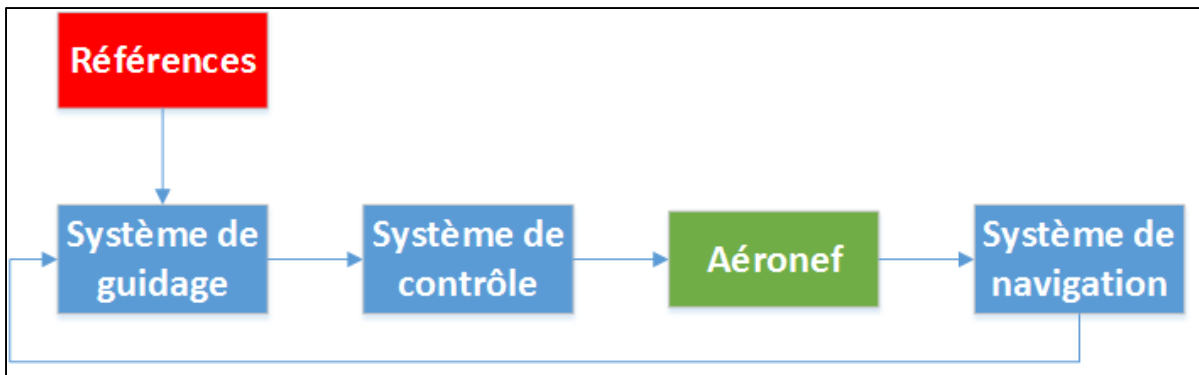 Références
Système de
guidage
Système de
contrôle
Aéronef
Système de
navigation